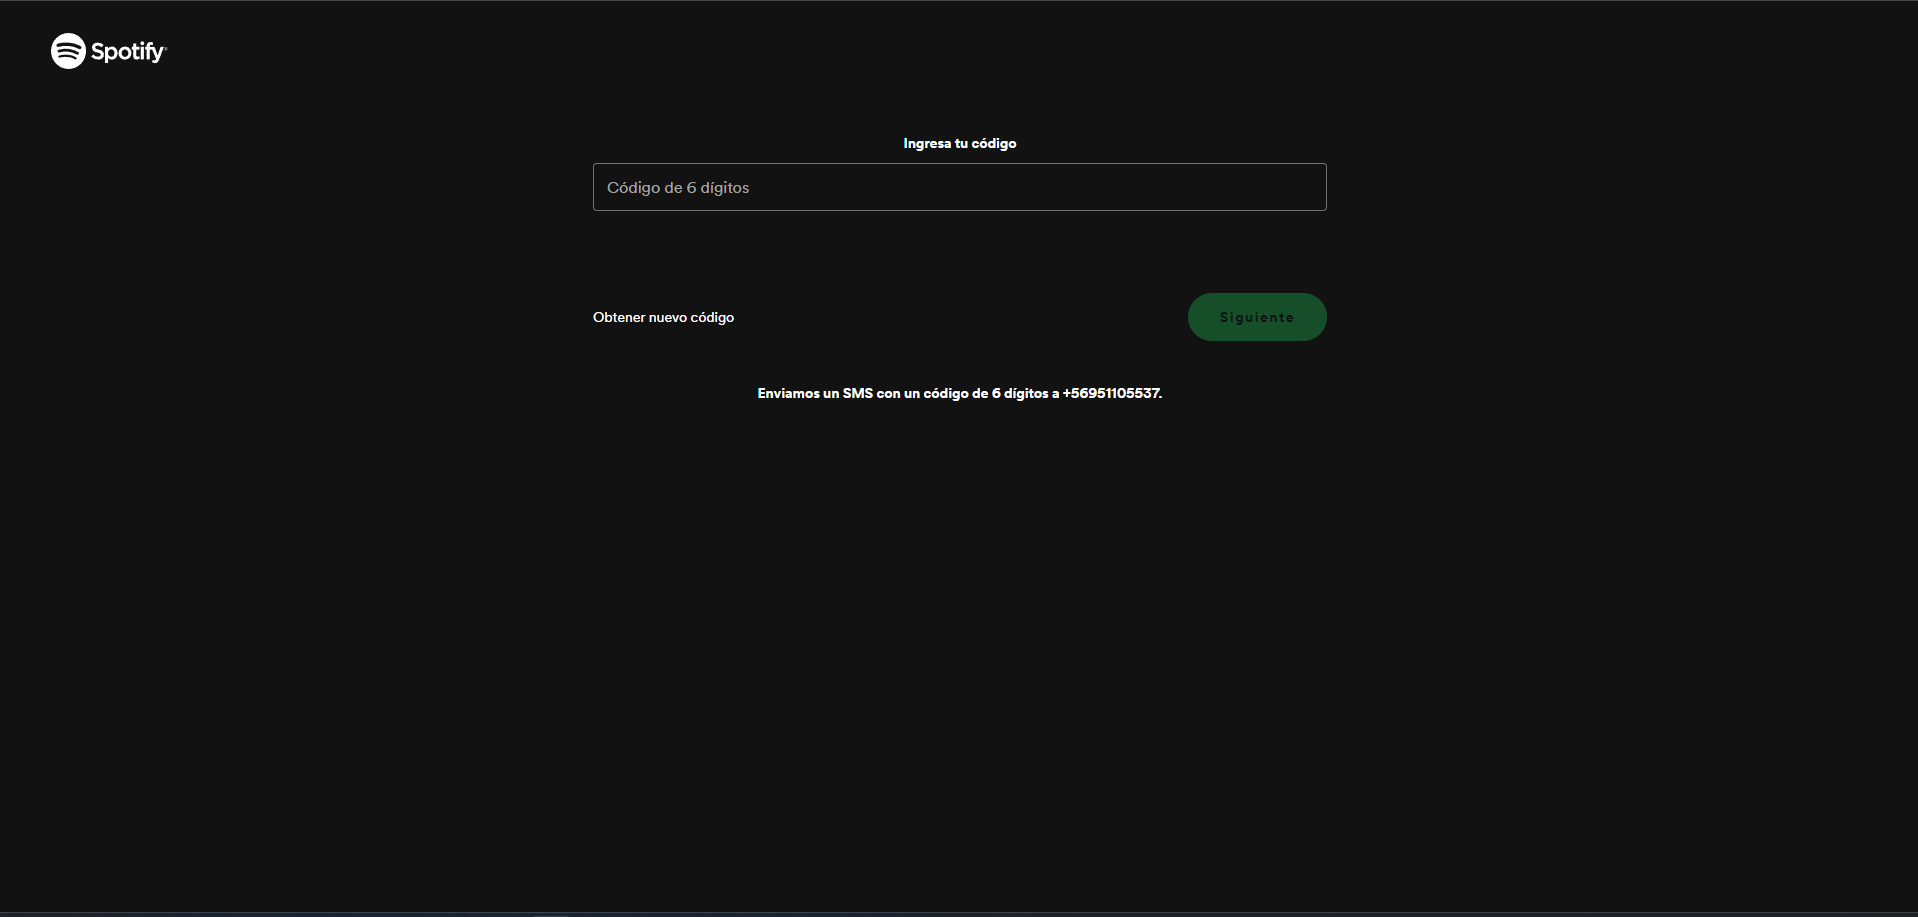 Spotify
Ingresa tu código
Código de 6 dígitos
Obtener nuevo código
Siguiente
Enviamos un SMS con un código de 6 dígitos a +56951105537.